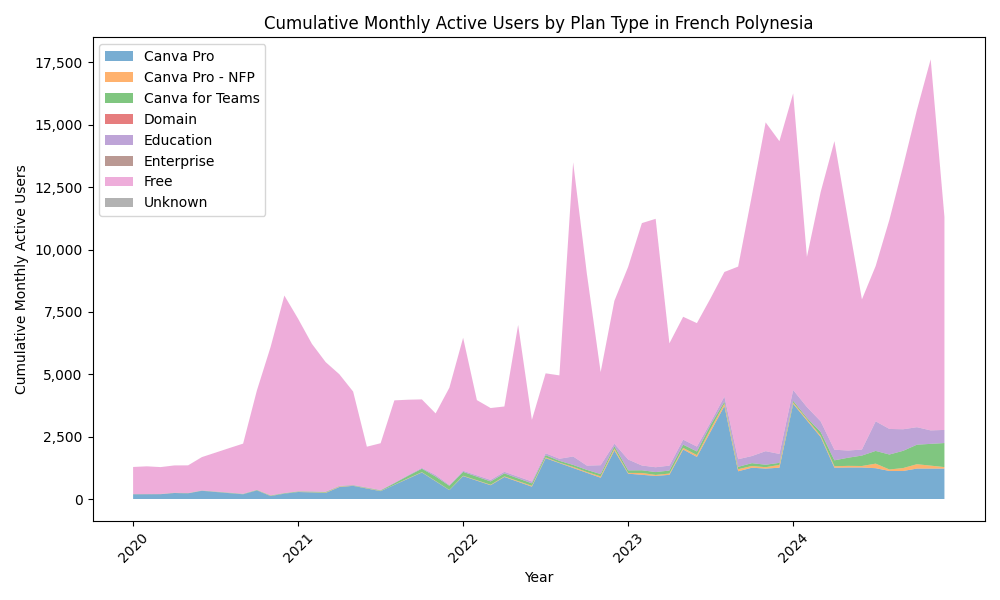 Cumulative Monthly Active Users by Plan Type in French Polynesia
Canva Pro
Canva Pro - NFP
Canva for Teams
Domain
Education
Enterprise
Free
Unknown
17,500
15,000
12,500
10,000
7,500
5,000
2,500
0
Cumulative Monthly Active Users
2020
2021
2022
2023
2024
Year